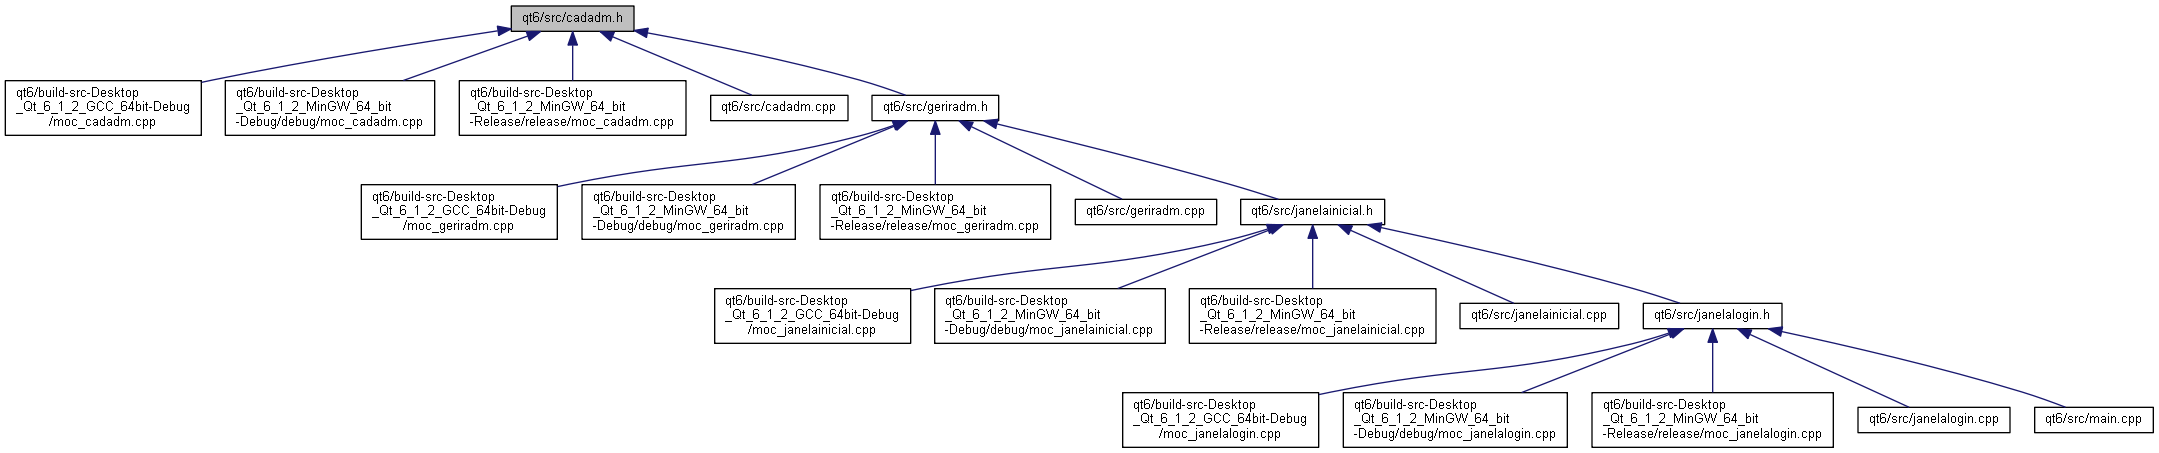 qt6/src/cadadm.h
qt6/build-src-Desktop
_Qt_6_1_2_GCC_64bit-Debug
/moc_cadadm.cpp
qt6/build-src-Desktop
_Qt_6_1_2_MinGW_64_bit
-Debug/debug/moc_cadadm.cpp
qt6/build-src-Desktop
_Qt_6_1_2_MinGW_64_bit
-Release/release/moc_cadadm.cpp
qt6/src/cadadm.cpp
qt6/src/geriradm.h
qt6/build-src-Desktop
_Qt_6_1_2_GCC_64bit-Debug
/moc_geriradm.cpp
qt6/build-src-Desktop
_Qt_6_1_2_MinGW_64_bit
-Debug/debug/moc_geriradm.cpp
qt6/build-src-Desktop
_Qt_6_1_2_MinGW_64_bit
-Release/release/moc_geriradm.cpp
qt6/src/geriradm.cpp
qt6/src/janelainicial.h
qt6/build-src-Desktop
_Qt_6_1_2_GCC_64bit-Debug
/moc_janelainicial.cpp
qt6/build-src-Desktop
_Qt_6_1_2_MinGW_64_bit
-Debug/debug/moc_janelainicial.cpp
qt6/build-src-Desktop
_Qt_6_1_2_MinGW_64_bit
-Release/release/moc_janelainicial.cpp
qt6/src/janelainicial.cpp
qt6/src/janelalogin.h
qt6/build-src-Desktop
_Qt_6_1_2_GCC_64bit-Debug
/moc_janelalogin.cpp
qt6/build-src-Desktop
_Qt_6_1_2_MinGW_64_bit
-Debug/debug/moc_janelalogin.cpp
qt6/build-src-Desktop
_Qt_6_1_2_MinGW_64_bit
-Release/release/moc_janelalogin.cpp
qt6/src/janelalogin.cpp
qt6/src/main.cpp